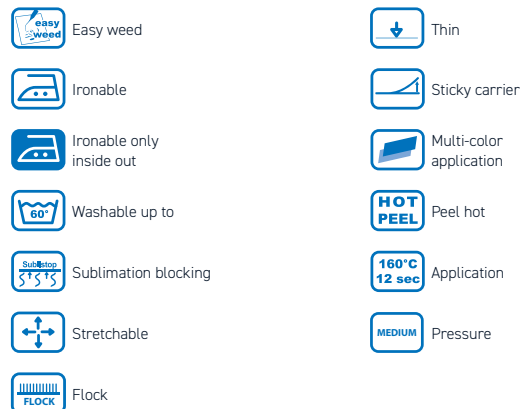 easy
weed
Easy weed
Ironable
Ironable only
inside out
60°
Washable up to
Substop
Sublimation blocking
Stretchable
FLOCK
Flock
Thin
Sticky carrier
Multi-color
application
HOT
PEEL
Peel hot
160°C
12 sec
Application
MEDIUM
Pressure